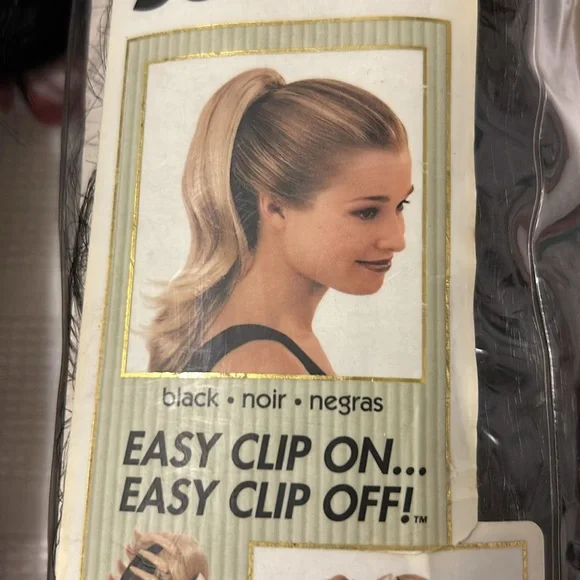 black • noir • negras
EASY CLIP ON...
EASY CLIP OFF!™